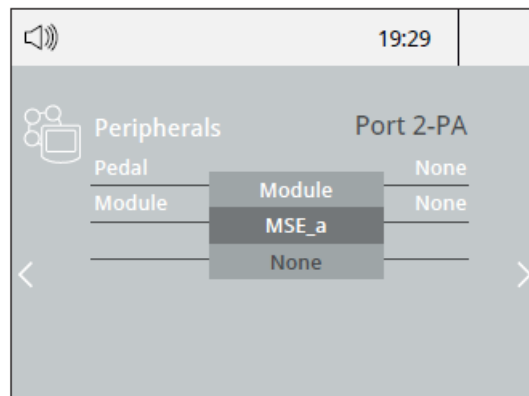 19:29
Peripherals Port 2-PA
Pedal None
Module None
Module
MSE_a
None